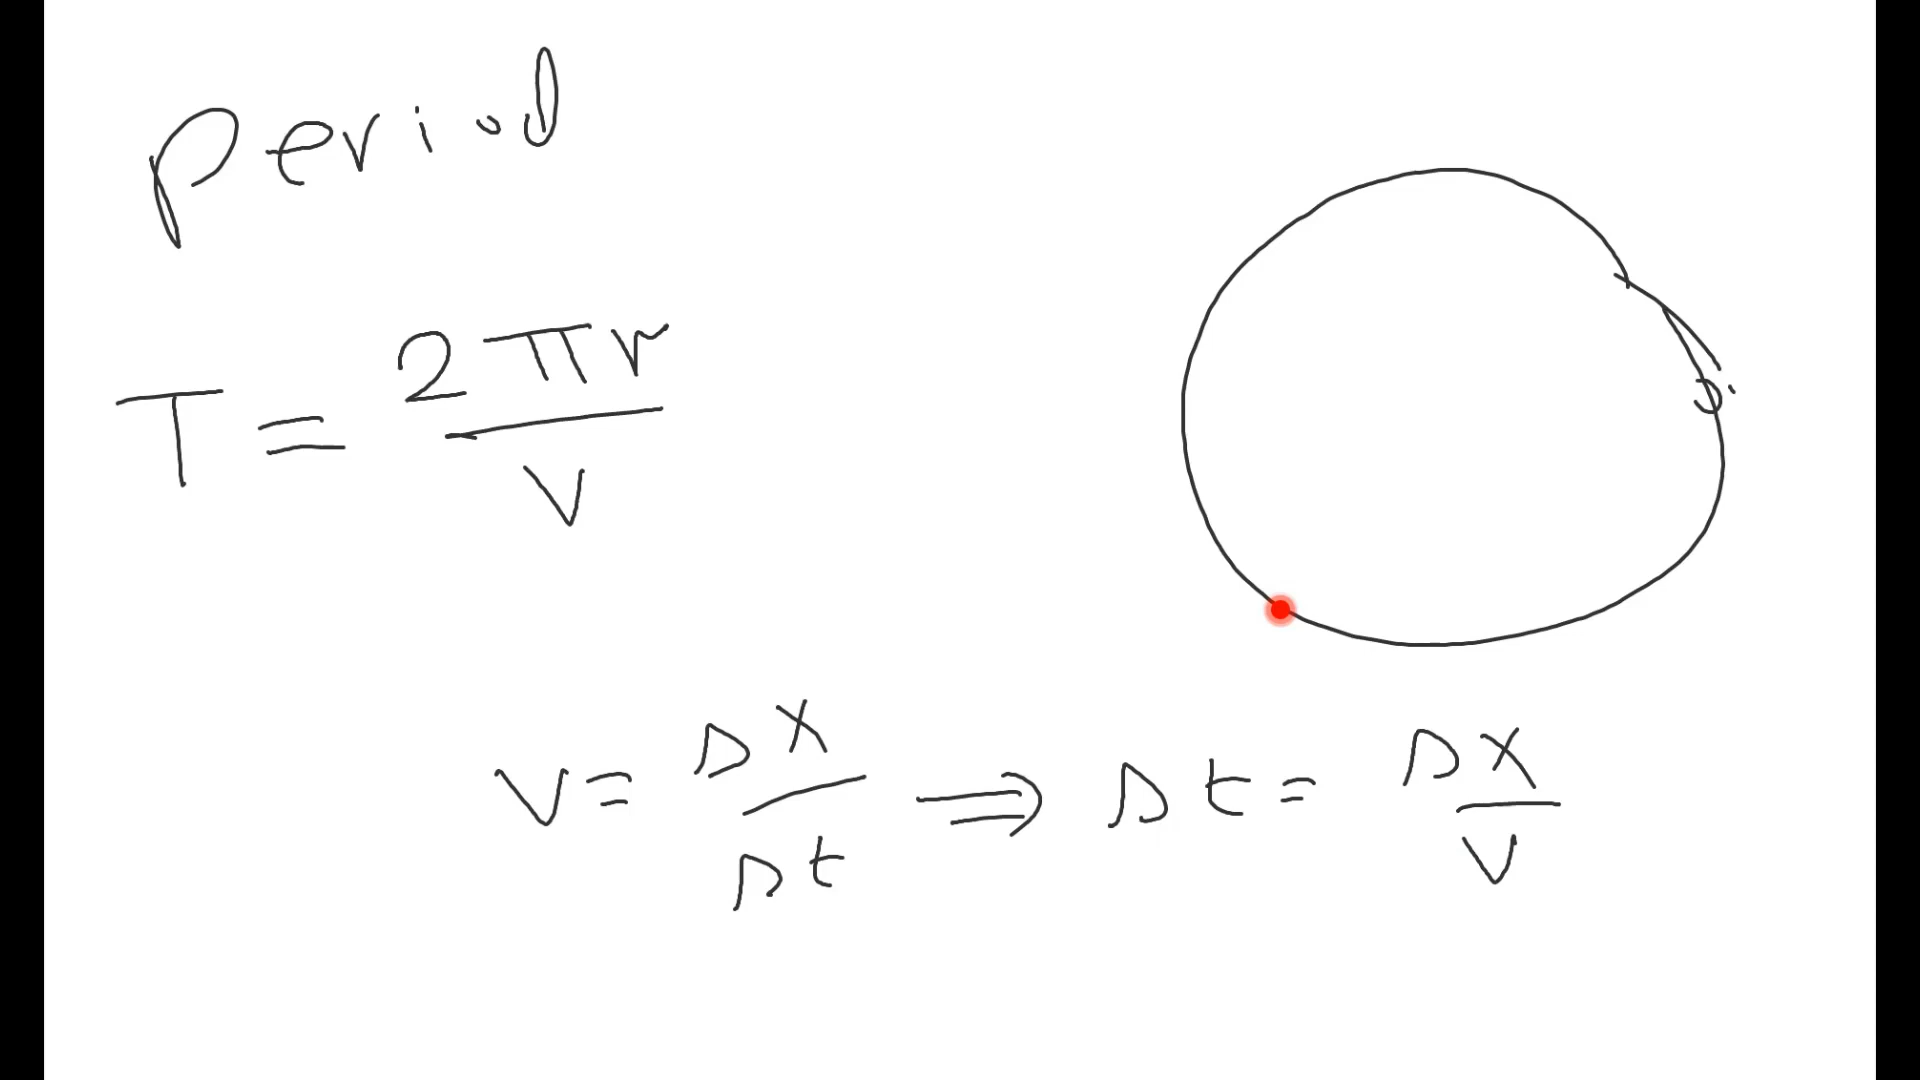 Period
T = 2πr / v
v = Δx / Δt ⇒ Δt = Δx / v